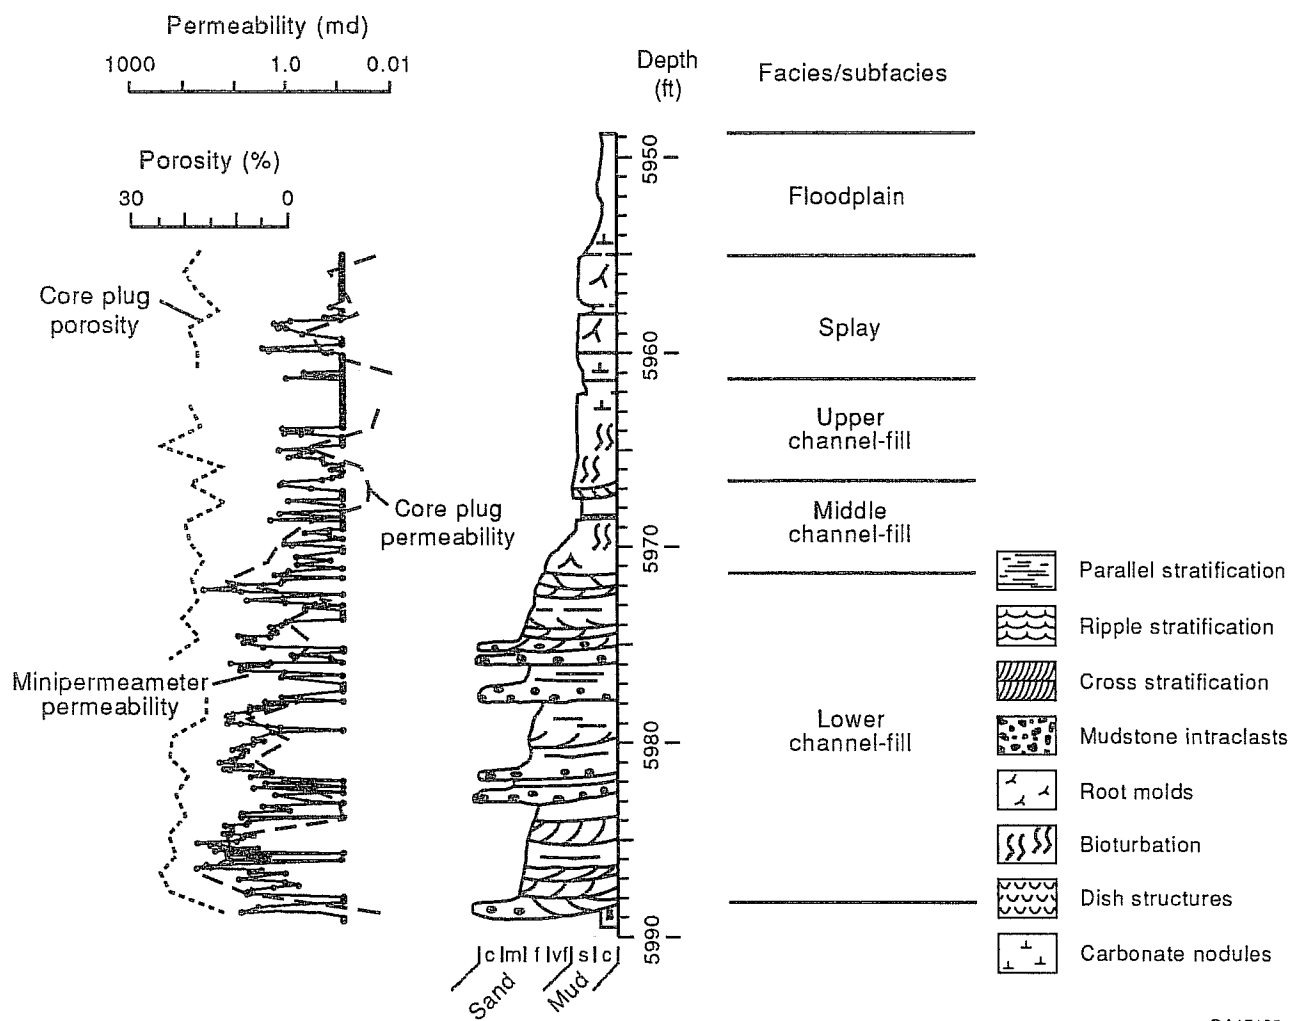 Permeability (md)
1000 1.0 0.01
Porosity (%)
30 0
Core plug
porosity
Core plug
permeability
Minipermeameter
permeability
Depth
(ft)
5950
5960
5970
5980
5990
c m f vf s c
Sand
Mud
Facies/subfacies
Floodplain
Splay
Upper
channel-fill
Middle
channel-fill
Lower
channel-fill
Parallel stratification
Ripple stratification
Cross stratification
Mudstone intraclasts
Root molds
Bioturbation
Dish structures
Carbonate nodules